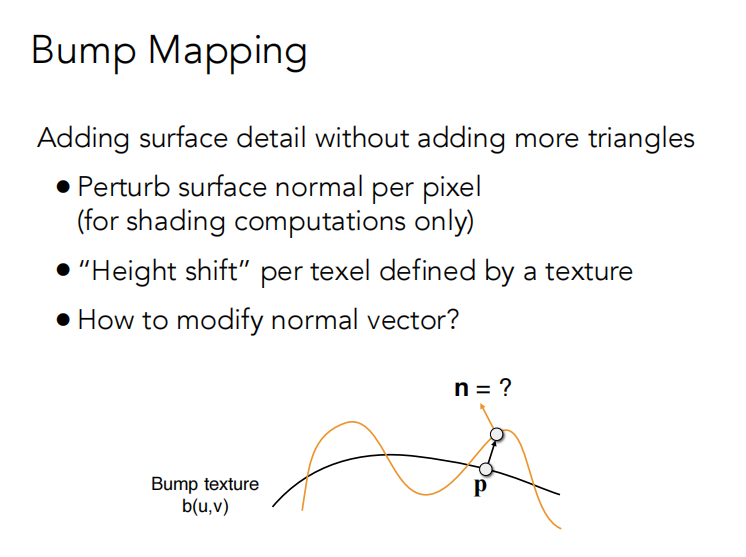 Bump Mapping
Adding surface detail without adding more triangles
● Perturb surface normal per pixel
(for shading computations only)
● “Height shift” per texel defined by a texture
● How to modify normal vector?
n = ?
Bump texture
b(u,v)
p